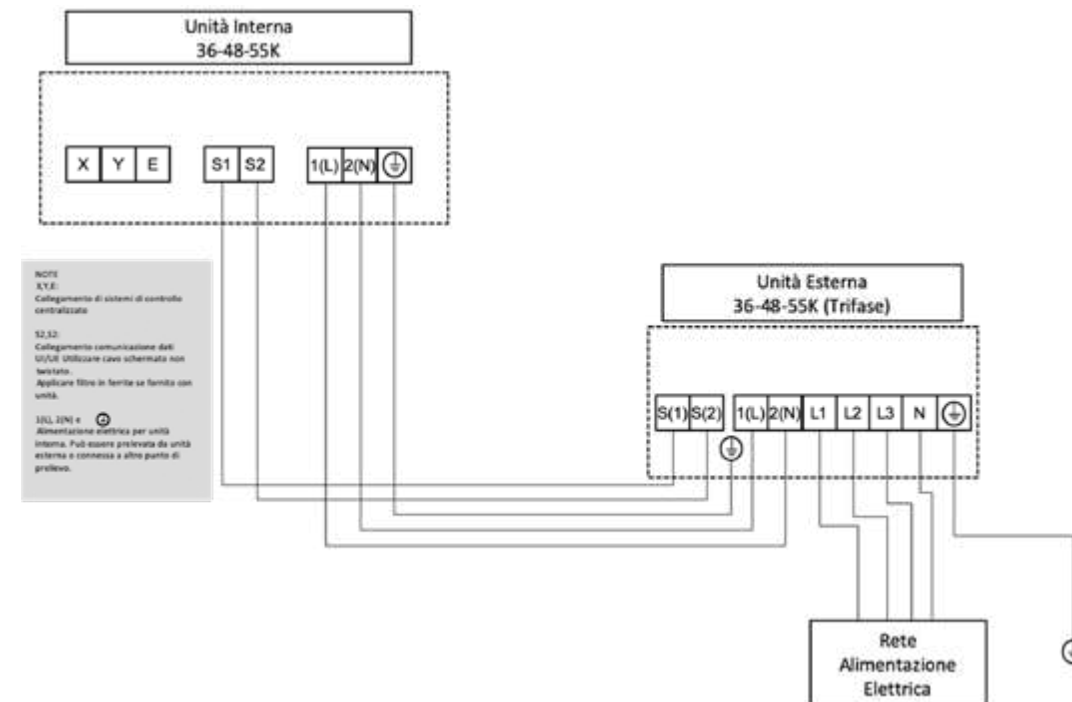 Unità Interna
36-48-55K
X Y E S1 S2 1(L) 2(N)
NOTE
X,Y,E:
Collegamento di sistemi di controllo
centralizzato
S2,S2:
Collegamento comunicazione dati
UI/UE Utilizzare cavo schermato non
twistato.
Applicare filtro in ferrite se fornito con
unità.
1(L), 2(N) e
Alimentazione elettrica per unità
interna. Può essere prelevata da unità
esterna o connessa a altro punto di
prelievo.
Unità Esterna
36-48-55K (Trifase)
S(1) S(2) 1(L) 2(N) L1 L2 L3 N
Rete
Alimentazione
Elettrica